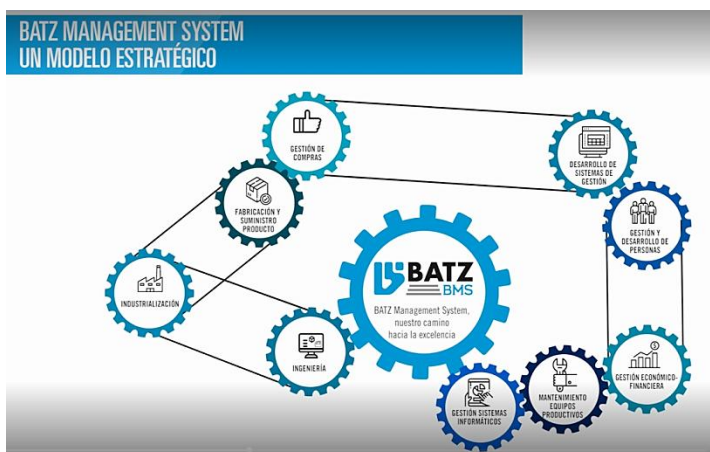 BATZ MANAGEMENT SYSTEM
UN MODELO ESTRATÉGICO
GESTIÓN DE
COMPRAS
DESARROLLO DE
SISTEMAS DE
GESTIÓN
FABRICACIÓN Y
SUMINISTRO
PRODUCTO
GESTIÓN Y
DESARROLLO DE
PERSONAS
INDUSTRIALIZACIÓN
BATZ
BMS
BATZ Management System,
nuestro camino
hacia la excelencia
INGENIERÍA
GESTIÓN ECONÓMICO-
FINANCIERA
MANTENIMIENTO
EQUIPOS
PRODUCTIVOS
GESTIÓN SISTEMAS
INFORMÁTICOS